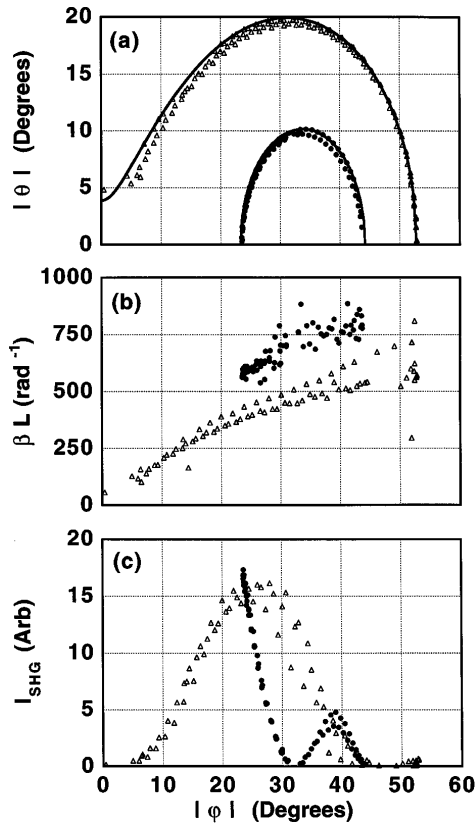 20
(a)
15
10
5
0
| θ | (Degrees)
1000
(b)
750
500
250
0
β L (rad⁻¹)
20
(c)
15
10
5
0
I_SHG (Arb)
0 10 20 30 40 50 60
| φ | (Degrees)